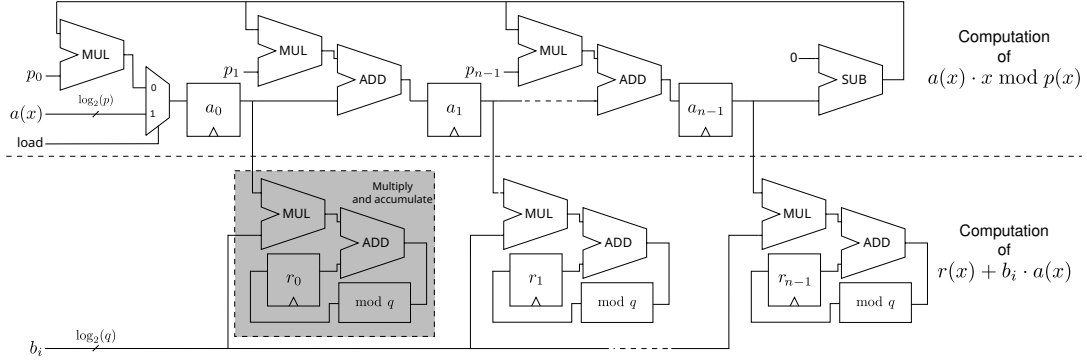 MUL
p₀
a(x)
log₂(p)
load
0
1
a₀
p₁
MUL
ADD
a₁
pₙ₋₁
MUL
ADD
aₙ₋₁
0
SUB
Computation
of
a(x) · x mod p(x)
Multiply
and accumulate
MUL
ADD
r₀
mod q
MUL
ADD
r₁
mod q
MUL
ADD
rₙ₋₁
mod q
Computation
of
r(x) + bᵢ · a(x)
bᵢ
log₂(q)